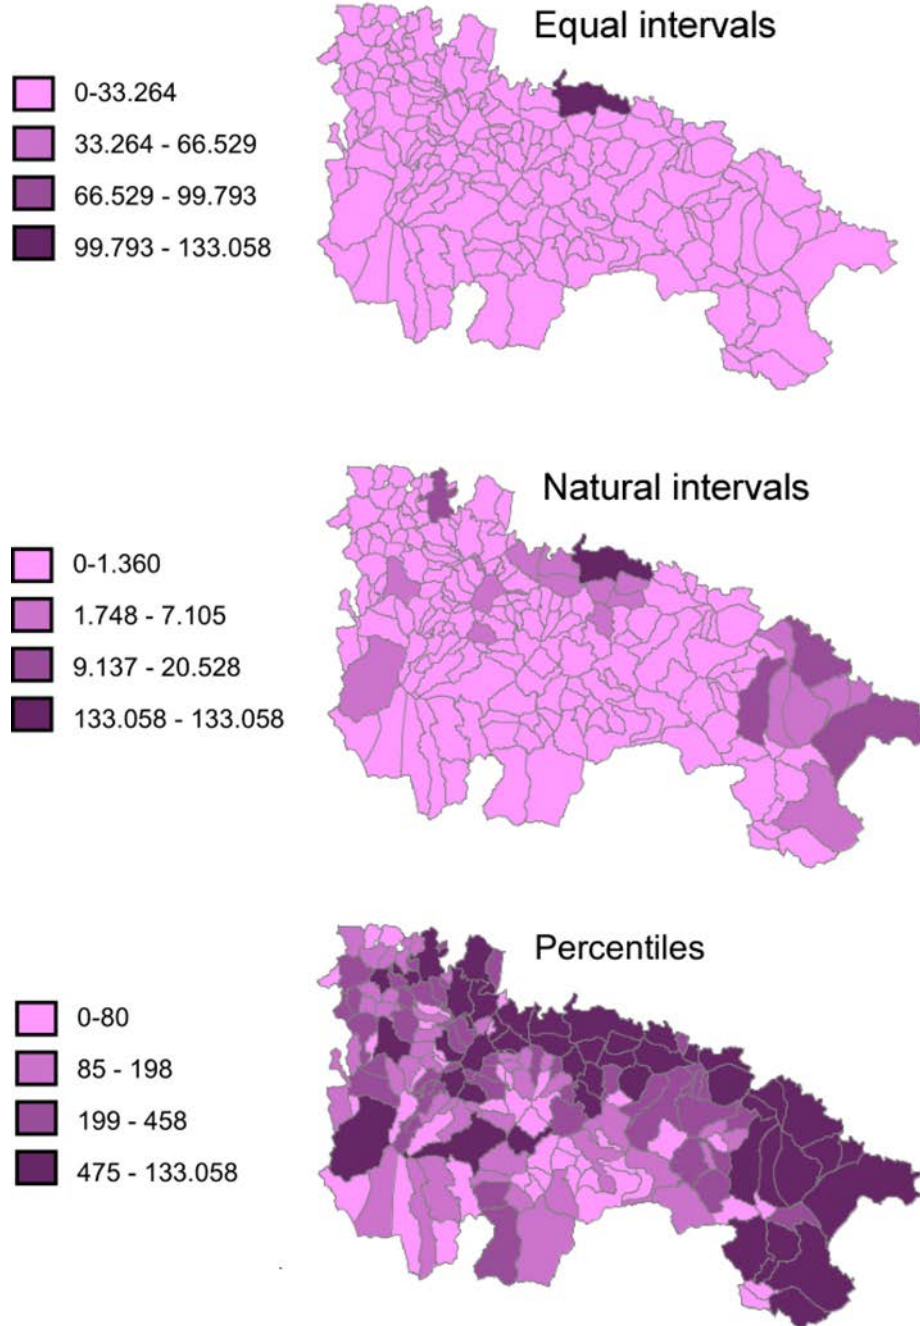 Equal intervals
0-33.264
33.264 - 66.529
66.529 - 99.793
99.793 - 133.058
Natural intervals
0-1.360
1.748 - 7.105
9.137 - 20.528
133.058 - 133.058
Percentiles
0-80
85 - 198
199 - 458
475 - 133.058